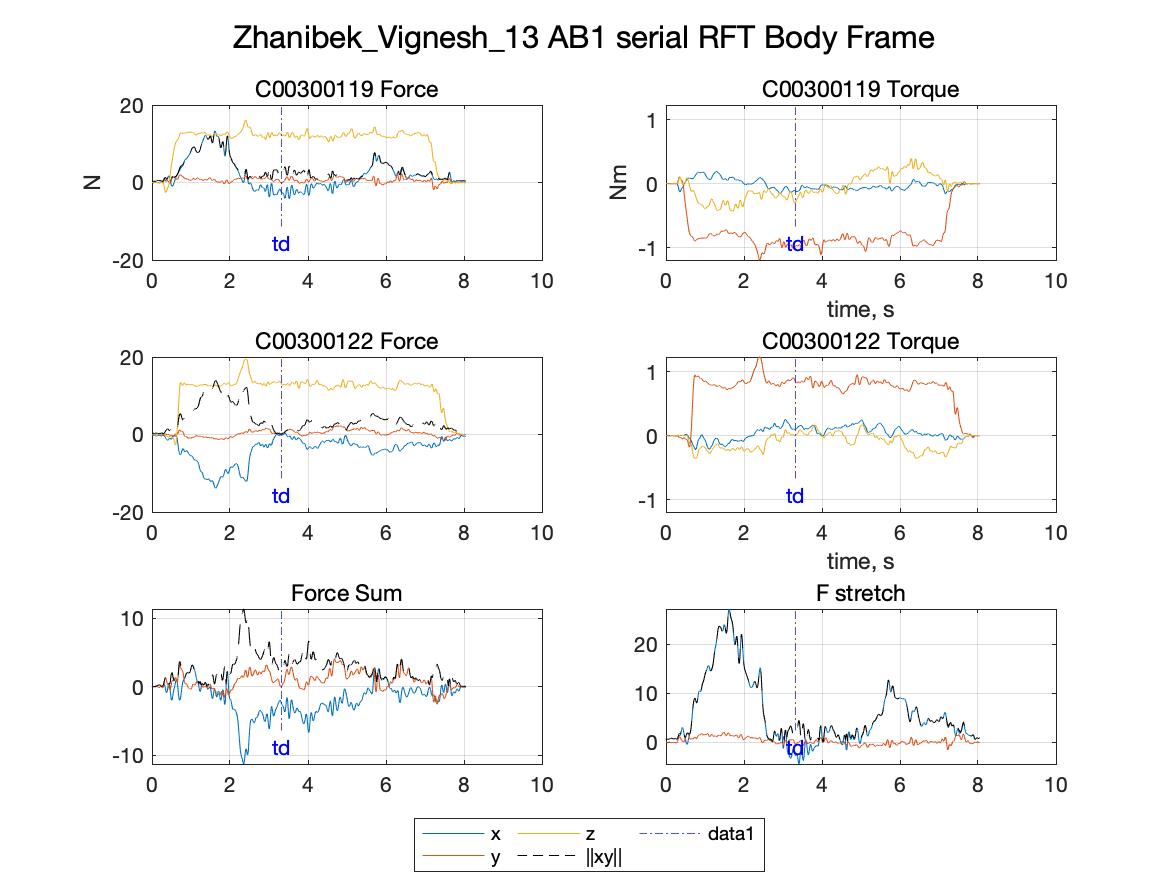 Zhanibek_Vignesh_13 AB1 serial RFT Body Frame
C00300119 Force
N
20
0
-20
td
0 2 4 6 8 10
C00300119 Torque
Nm
1
0
-1
td
0 2 4 6 8 10
time, s
C00300122 Force
20
0
-20
td
0 2 4 6 8 10
C00300122 Torque
1
0
-1
td
0 2 4 6 8 10
time, s
Force Sum
10
0
-10
td
0 2 4 6 8 10
F stretch
20
10
0
td
0 2 4 6 8 10
x z data1
y ||xy||